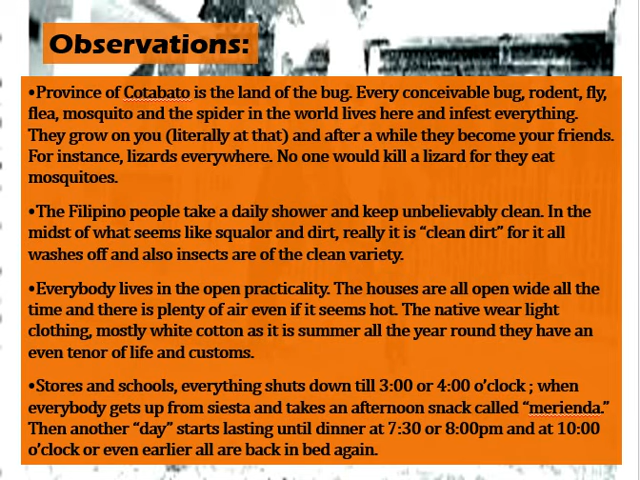 Observations:
•Province of Cotabato is the land of the bug. Every conceivable bug, rodent, fly,
flea, mosquito and the spider in the world lives here and infest everything.
They grow on you (literally at that) and after a while they become your friends.
For instance, lizards everywhere. No one would kill a lizard for they eat
mosquitoes.
•The Filipino people take a daily shower and keep unbelievably clean. In the
midst of what seems like squalor and dirt, really it is “clean dirt” for it all
washes off and also insects are of the clean variety.
•Everybody lives in the open practicality. The houses are all open wide all the
time and there is plenty of air even if it seems hot. The native wear light
clothing, mostly white cotton as it is summer all the year round they have an
even tenor of life and customs.
•Stores and schools, everything shuts down till 3:00 or 4:00 o’clock ; when
everybody gets up from siesta and takes an afternoon snack called “merienda.”
Then another “day” starts lasting until dinner at 7:30 or 8:00pm and at 10:00
o’clock or even earlier all are back in bed again.